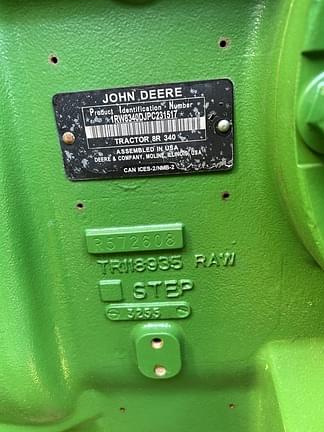 JOHN DEERE
Product Identification Number
1RW8340DJPC231517
TRACTOR 8R 340
ASSEMBLED IN USA
DEERE & COMPANY, MOLINE, ILLINOIS, USA
CAN ICES-2/NMB-2
R572608
TR118935 RAW
STEP
3255